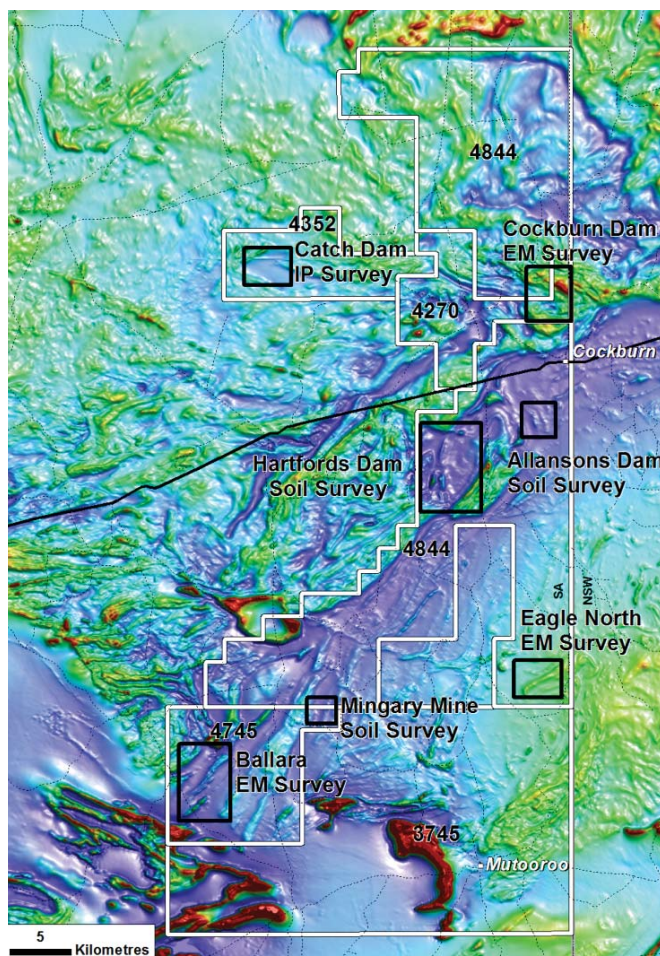 4844
4352
Catch Dam
IP Survey
Cockburn Dam
EM Survey
4270
Cockburn
Hartfords Dam
Soil Survey
Allansons Dam
Soil Survey
4844
SA
NSW
Eagle North
EM Survey
Mingary Mine
Soil Survey
4745
Ballara
EM Survey
3745
Mutooroo
5
Kilometres